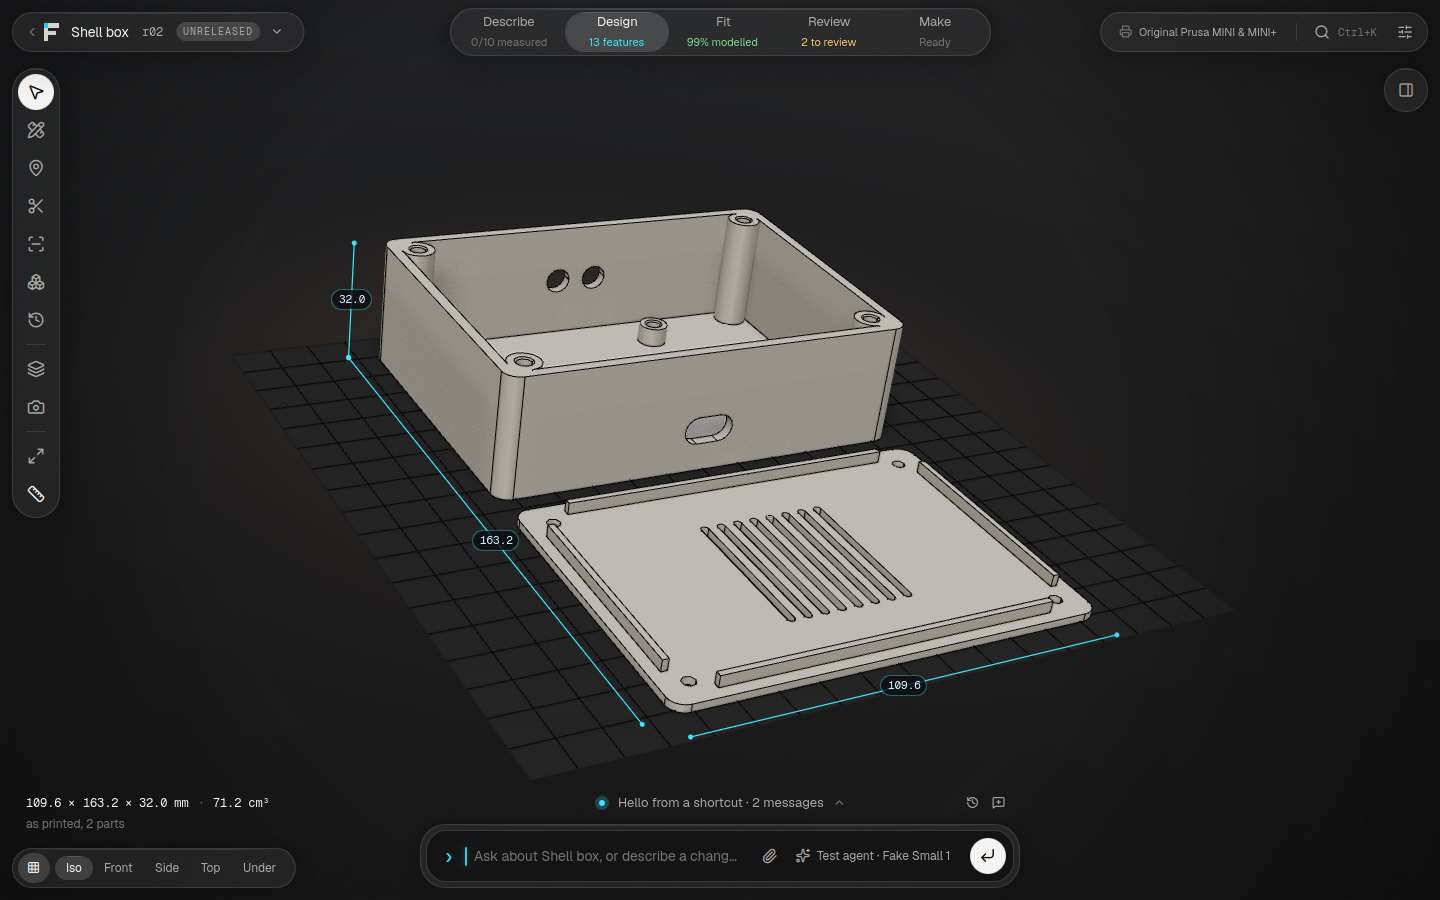 Shell box r02 UNRELEASED
Describe
0/10 measured
Design
13 features
Fit
99% modelled
Review
2 to review
Make
Ready
Original Prusa MINI & MINI+
Ctrl+K
32.0
163.2
109.6
109.6 × 163.2 × 32.0 mm · 71.2 cm³
as printed, 2 parts
Hello from a shortcut · 2 messages
Iso Front Side Top Under
Ask about Shell box, or describe a chang...
Test agent · Fake Small 1